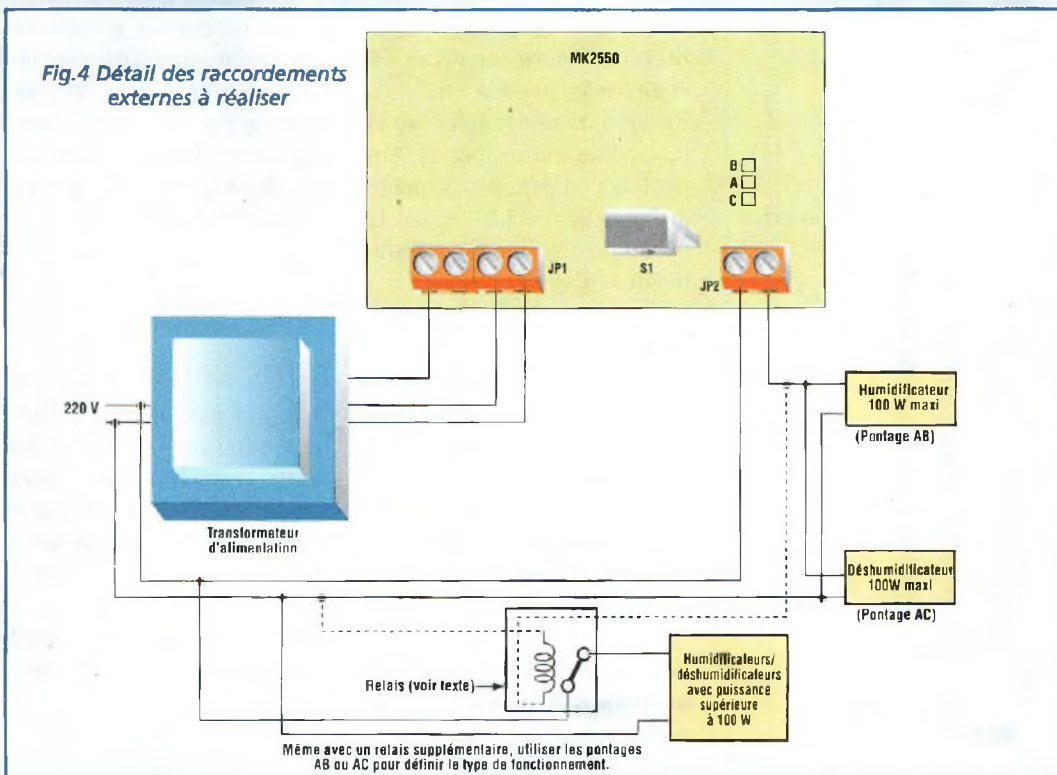 Fig.4 Détail des raccordements
externes à réaliser
MK2550
B
A
C
JP1
S1
JP2
220 V
Transformateur
d'alimentation
Humidificateur
100 W maxi
(Pontage AB)
Déshumidificateur
100W maxi
(Pontage AC)
Relais (voir texte)
Humidificateurs/
déshumidificateurs
avec puissance
supérieure
à 100 W
Même avec un relais supplémentaire, utiliser les pontages
AB ou AC pour définir le type de fonctionnement.